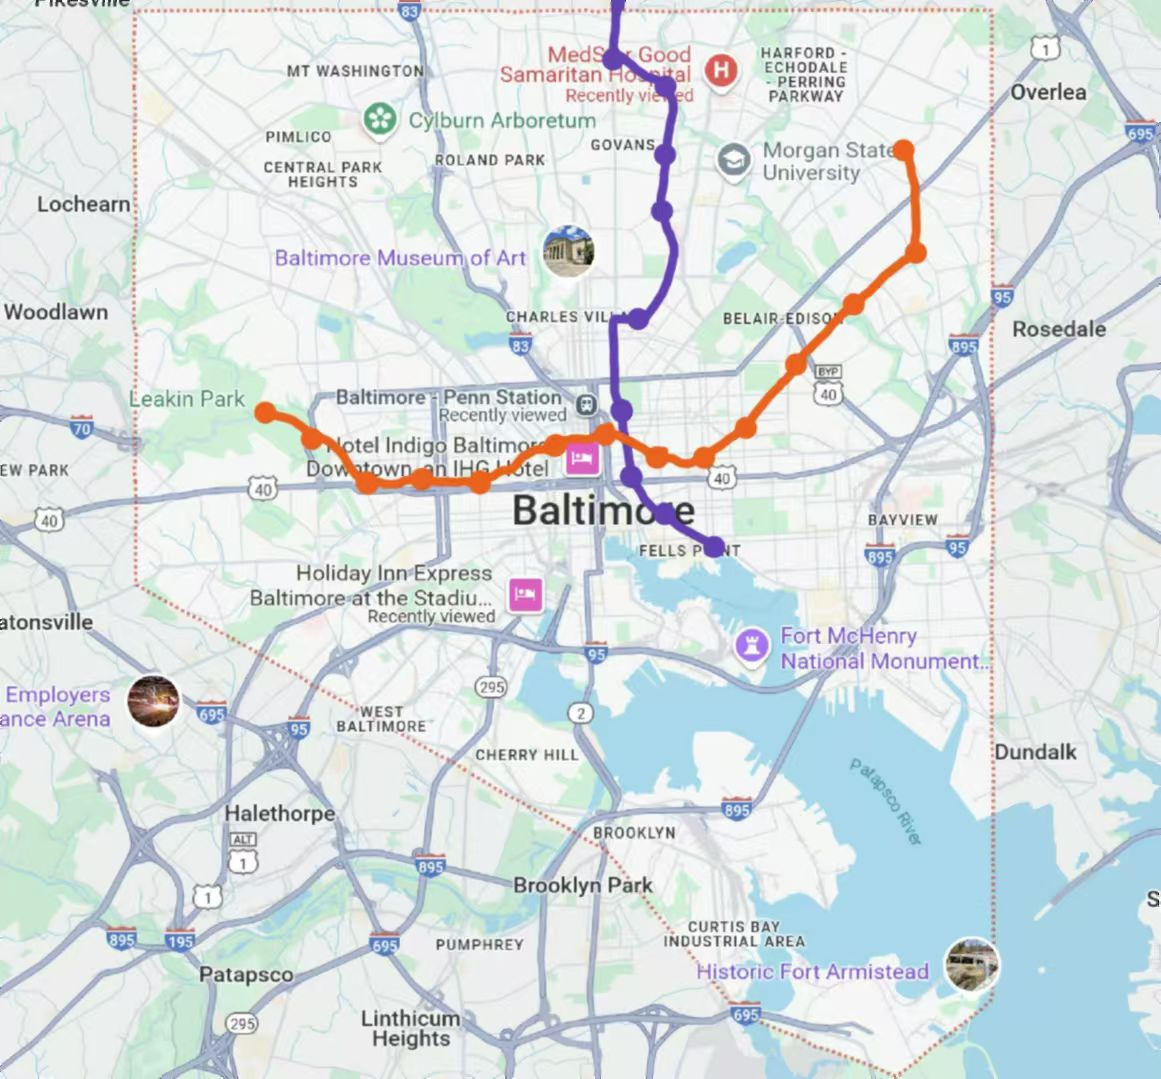 Pikesville
83
MedStar Good
Samaritan Hospital
Recently viewed
H
HARFORD -
ECHODALE
- PERRING
PARKWAY
1
Overlea
695
MT WASHINGTON
Cylburn Arboretum
PIMLICO
CENTRAL PARK
HEIGHTS
ROLAND PARK
GOVANS
Morgan State
University
Lochearn
Baltimore Museum of Art
95
Woodlawn
CHARLES VILLA
BELAIR-EDISON
Rosedale
83
895
BYP
40
Leakin Park
Baltimore - Penn Station
Recently viewed
70
Hotel Indigo Baltimore
Downtown, an IHG Hotel
EW PARK
40
40
40
Baltimore
BAYVIEW
FELLS POINT
895
95
Holiday Inn Express
Baltimore at the Stadiu...
Recently viewed
atonsville
Fort McHenry
National Monument...
95
295
Employers
ance Arena
695
95
WEST
BALTIMORE
2
CHERRY HILL
Dundalk
Patapsco River
Halethorpe
895
ALT
1
BROOKLYN
895
1
Brooklyn Park
S
895
195
695
PUMPHREY
CURTIS BAY
INDUSTRIAL AREA
Patapsco
Historic Fort Armistead
295
Linthicum
Heights
695